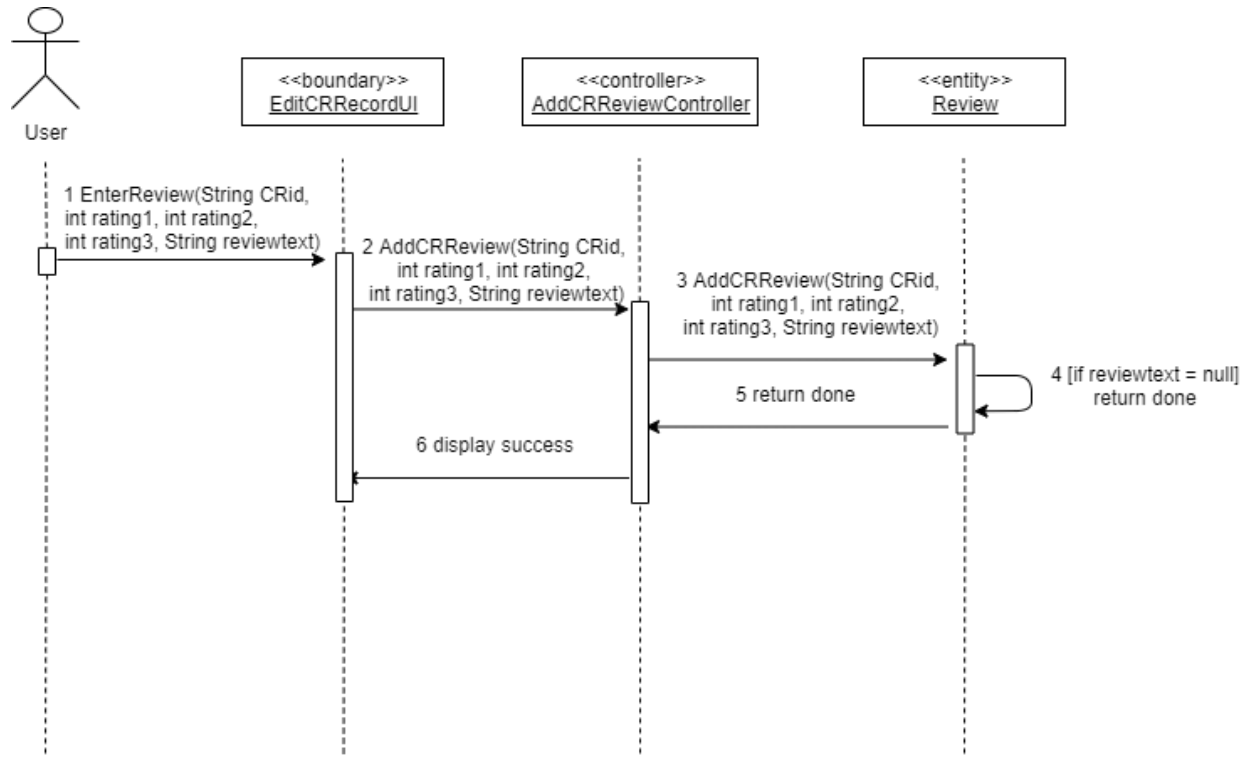 <<boundary>>
EditCRRecordUI
<<controller>>
AddCRReviewController
<<entity>>
Review
User
1 EnterReview(String CRid,
int rating1, int rating2,
int rating3, String reviewtext)
2 AddCRReview(String CRid,
int rating1, int rating2,
int rating3, String reviewtext)
3 AddCRReview(String CRid,
int rating1, int rating2,
int rating3, String reviewtext)
4 [if reviewtext = null]
return done
5 return done
6 display success